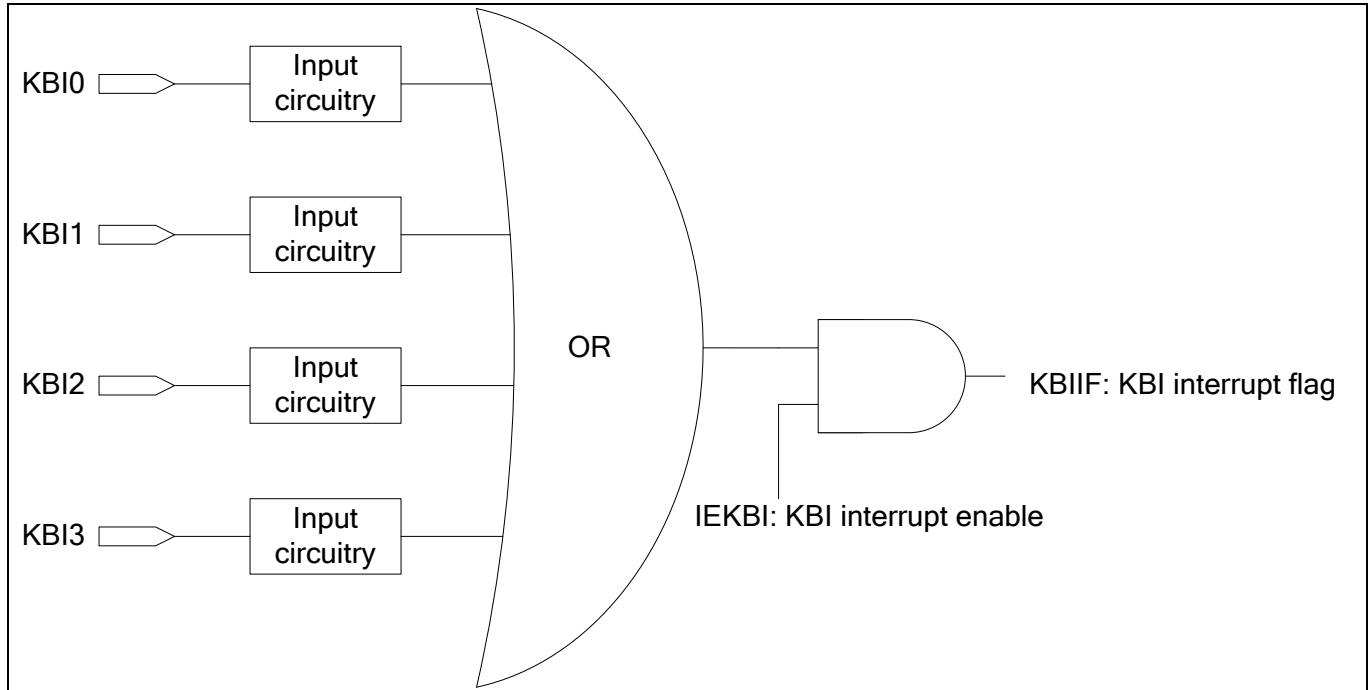 KBI0
Input
circuitry
KBI1
Input
circuitry
KBI2
Input
circuitry
KBI3
Input
circuitry
OR
KBIIF: KBI interrupt flag
IEKBI: KBI interrupt enable